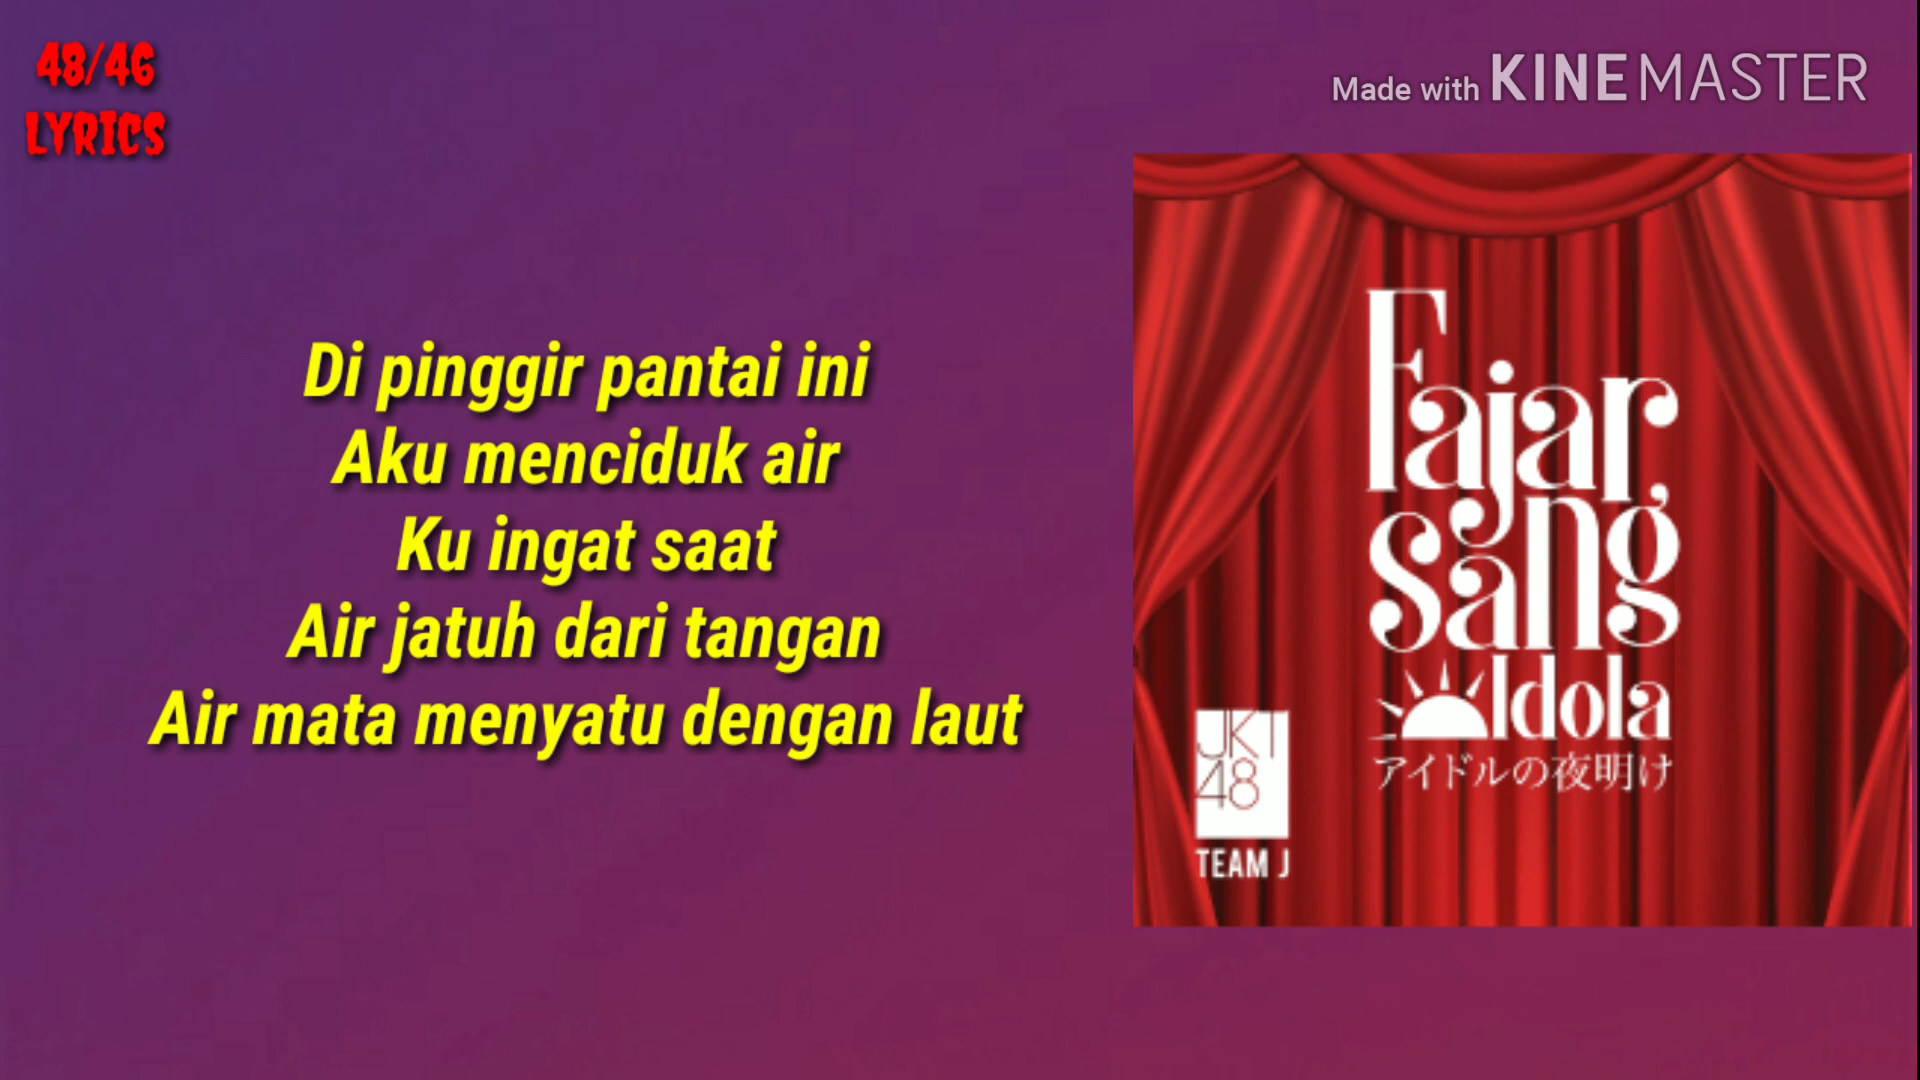 48/46
LYRICS
Made with KINEMASTER
Di pinggir pantai ini
Aku menciduk air
Ku ingat saat
Air jatuh dari tangan
Air mata menyatu dengan laut
Fajar
sang
Idola
アイドルの夜明け
JKT
48
TEAM J